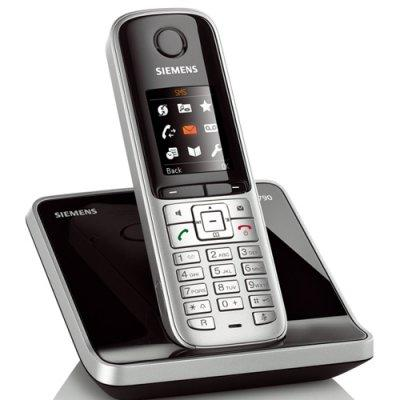 SIEMENS
SMS
Back OK
SIEMENS
790
1
2 ABC 3 DEF
4 GHI 5 JKL 6 MNO
7 PQRS 8 TUV 9 WXYZ
* 0 + #
R